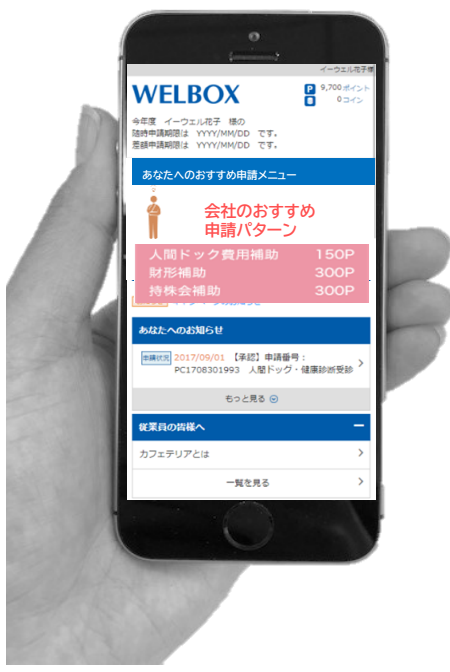 イーウエル花子様
WELBOX
P 9,700 ポイント
0 コイン
今年度 イーウエル花子 様の
随時申請期限は YYYY/MM/DD です。
差額申請期限は YYYY/MM/DD です。
あなたへのおすすめ申請メニュー
会社のおすすめ
申請パターン
人間ドック費用補助 150P
財形補助 300P
持株会補助 300P
あなたへのお知らせ
申請状況 2017/09/01 【承認】申請番号：
PC1708301993 人間ドッグ・健康診断受診
もっと見る
従業員の皆様へ
カフェテリアとは
一覧を見る